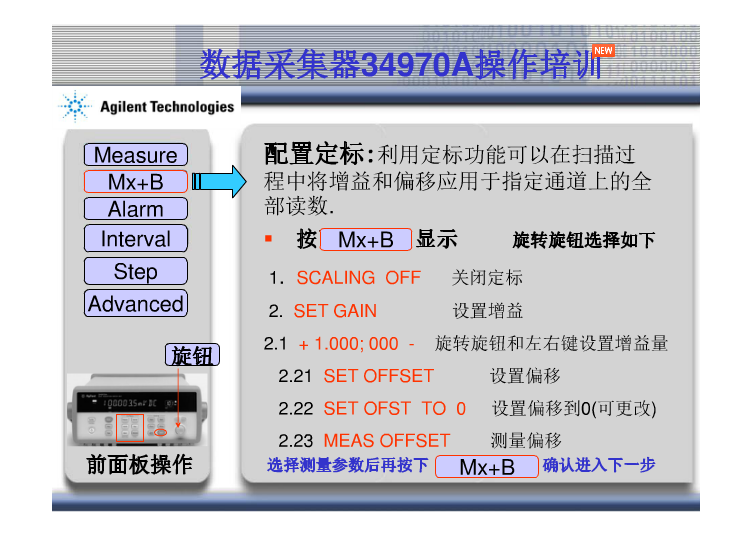 数据采集器34970A操作培训
NEW
Agilent Technologies
Measure
Mx+B
Alarm
Interval
Step
Advanced
旋钮
前面板操作
配置定标:利用定标功能可以在扫描过
程中将增益和偏移应用于指定通道上的全
部读数.
按 Mx+B 显示 旋转旋钮选择如下
1. SCALING OFF 关闭定标
2. SET GAIN 设置增益
2.1 + 1.000; 000 - 旋转旋钮和左右键设置增益量
2.21 SET OFFSET 设置偏移
2.22 SET OFST TO 0 设置偏移到0(可更改)
2.23 MEAS OFFSET 测量偏移
选择测量参数后再按下 Mx+B 确认进入下一步